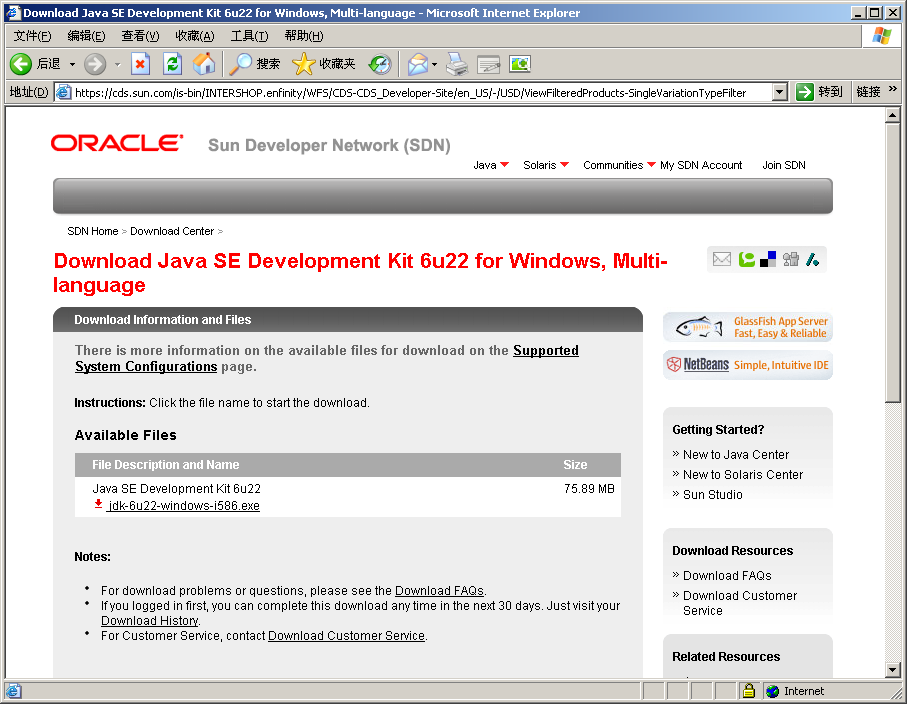 Download Java SE Development Kit 6u22 for Windows, Multi-language - Microsoft Internet Explorer
文件(F) 编辑(E) 查看(V) 收藏(A) 工具(T) 帮助(H)
后退 搜索 收藏夹
地址(D) https://cds.sun.com/is-bin/INTERSHOP.enfinity/WFS/CDS-CDS_Developer-Site/en_US/-/USD/ViewFilteredProducts-SingleVariationTypeFilter 转到 链接 »
ORACLE® Sun Developer Network (SDN)
Java Solaris Communities My SDN Account Join SDN
SDN Home > Download Center >
Download Java SE Development Kit 6u22 for Windows, Multi-
language
Download Information and Files
There is more information on the available files for download on the Supported
System Configurations page.
Instructions: Click the file name to start the download.
Available Files
File Description and Name Size
Java SE Development Kit 6u22 75.89 MB
jdk-6u22-windows-i586.exe
Notes:
• For download problems or questions, please see the Download FAQs.
• If you logged in first, you can complete this download any time in the next 30 days. Just visit your
Download History.
• For Customer Service, contact Download Customer Service.
GlassFish App Server
Fast, Easy & Reliable
NetBeans Simple, Intuitive IDE
Getting Started?
» New to Java Center
» New to Solaris Center
» Sun Studio
Download Resources
» Download FAQs
» Download Customer
Service
Related Resources
Internet